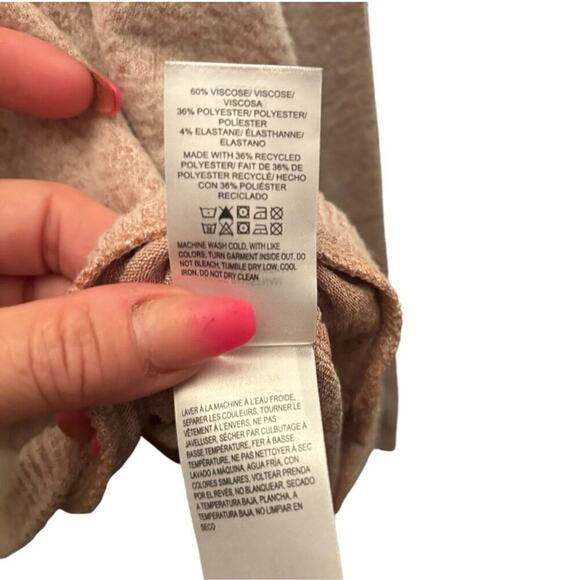 60% VISCOSE/ VISCOSE/
VISCOSA
36% POLYESTER/ POLYESTER/
POLIÉSTER
4% ELASTANE/ ÉLASTHANNE/
ELASTANO
MADE WITH 36% RECYCLED
POLYESTER/ FAIT DE 36% DE
POLYESTER RECYCLÉ/ HECHO
CON 36% POLIÉSTER
RECICLADO
MACHINE WASH COLD, WITH LIKE
COLORS, TURN GARMENT INSIDE OUT, DO
NOT BLEACH, TUMBLE DRY LOW, COOL
IRON, DO NOT DRY CLEAN
LAVER À LA MACHINE À L'EAU FROIDE,
SEPARER LES COULEURS, TOURNER LE
VÊTEMENT À L'ENVERS, NE PAS
JAVELLISER, SÉCHER PAR CULBUTAGE À
BASSE TEMPÉRATURE, FER À BASSE
TEMPÉRATURE, NE PAS NETTOYER À SEC
LAVADO A MÁQUINA, AGUA FRÍA, CON
COLORES SIMILARES, VOLTEAR PRENDA
POR EL REVÉS, NO BLANQUEAR, SECADO
A TEMPERATURA BAJA, PLANCHA, A
TEMPERATURA BAJA, NO LIMPIAR EN
SECO